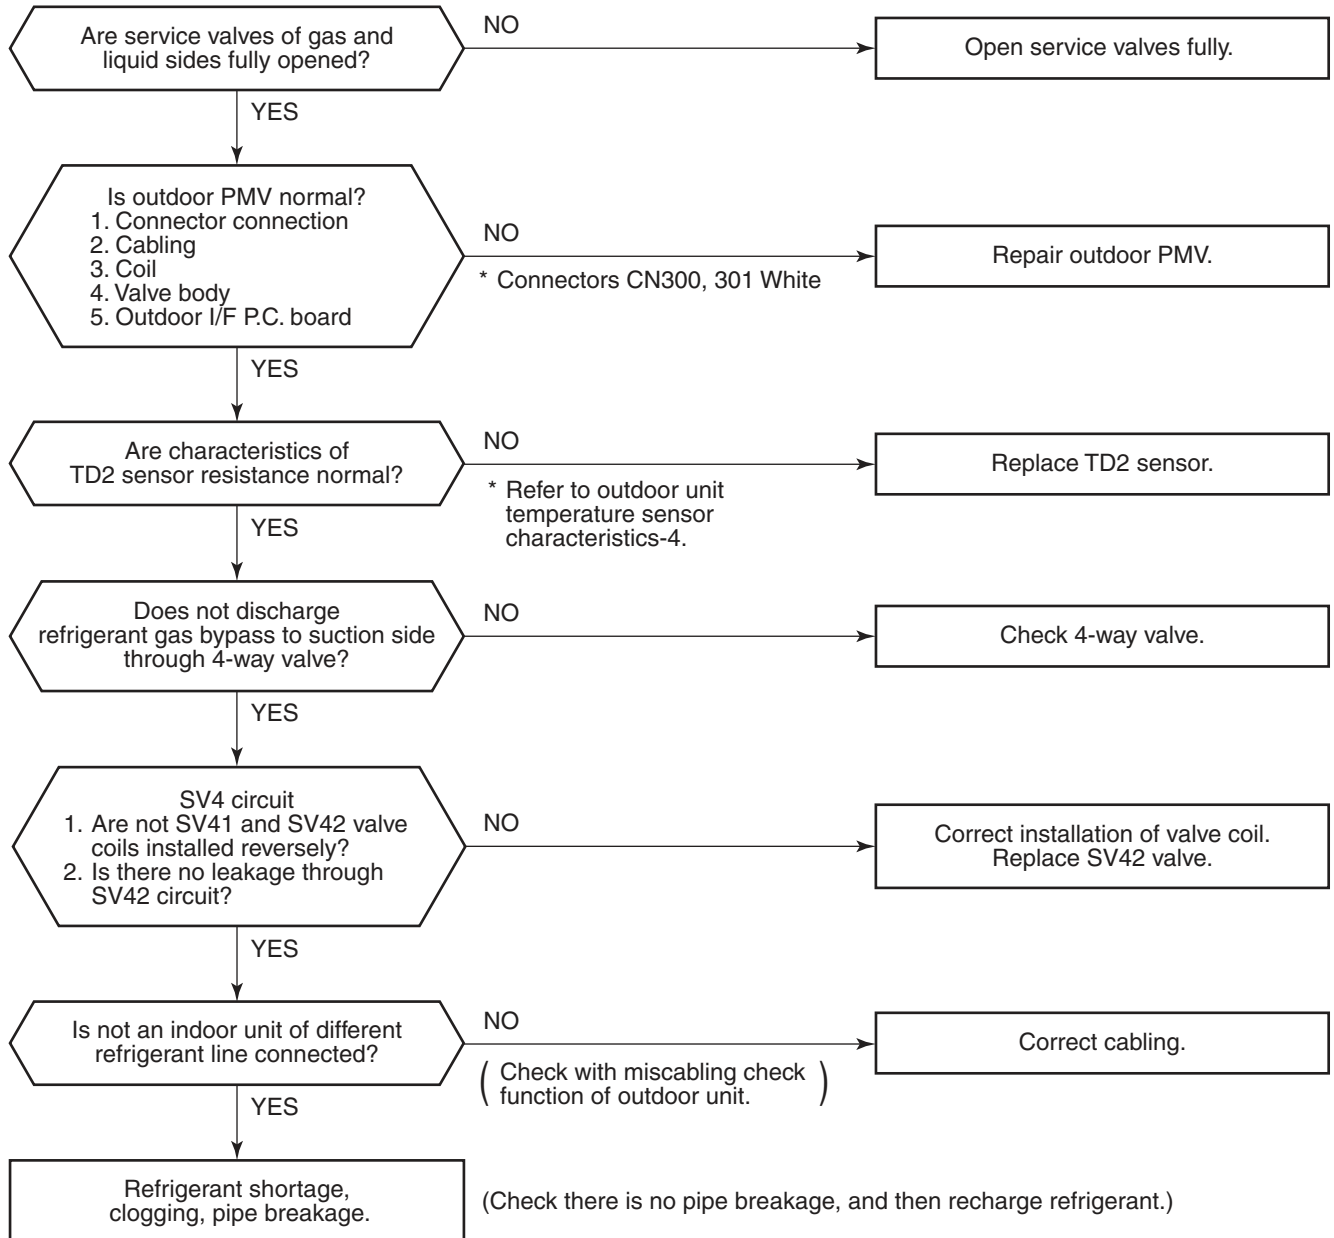 Are service valves of gas and
liquid sides fully opened?
NO
Open service valves fully.
YES
Is outdoor PMV normal?
1. Connector connection
2. Cabling
3. Coil
4. Valve body
5. Outdoor I/F P.C. board
NO
* Connectors CN300, 301 White
Repair outdoor PMV.
YES
Are characteristics of
TD2 sensor resistance normal?
NO
* Refer to outdoor unit
temperature sensor
characteristics-4.
Replace TD2 sensor.
YES
Does not discharge
refrigerant gas bypass to suction side
through 4-way valve?
NO
Check 4-way valve.
YES
SV4 circuit
1. Are not SV41 and SV42 valve
coils installed reversely?
2. Is there no leakage through
SV42 circuit?
NO
Correct installation of valve coil.
Replace SV42 valve.
YES
Is not an indoor unit of different
refrigerant line connected?
NO
( Check with miscabling check
function of outdoor unit. )
Correct cabling.
YES
Refrigerant shortage,
clogging, pipe breakage.
(Check there is no pipe breakage, and then recharge refrigerant.)